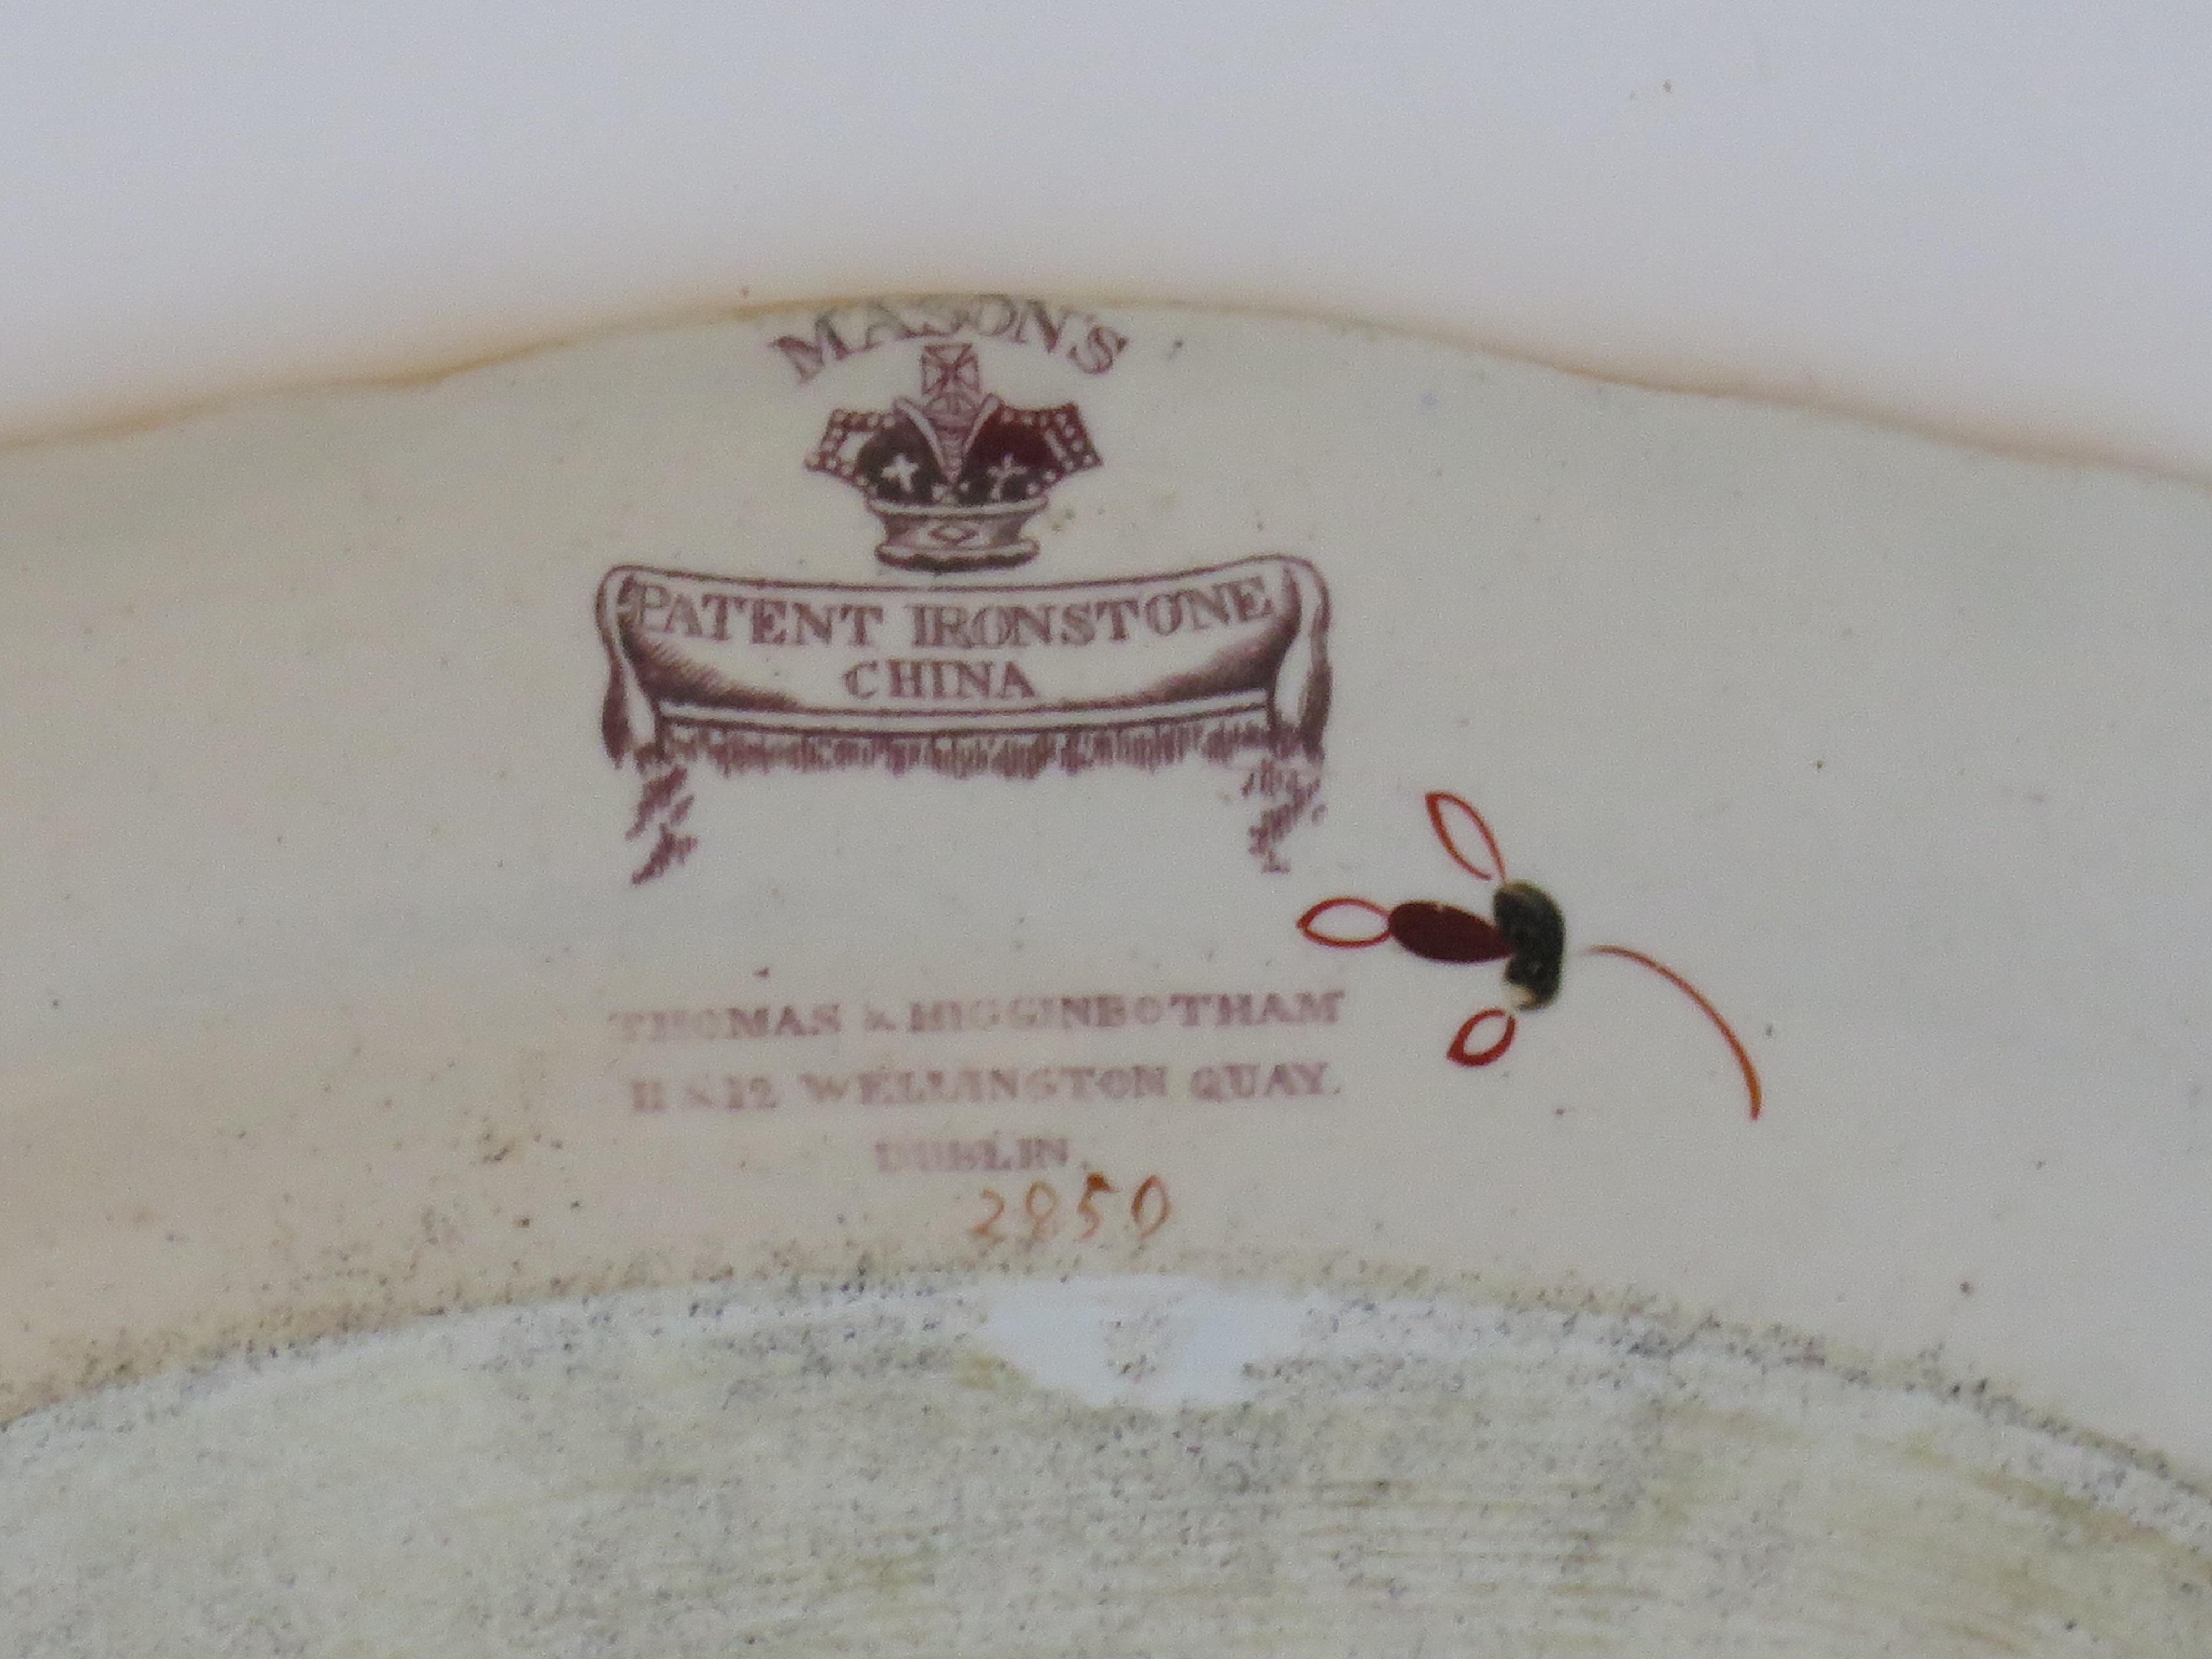 MASON'S
PATENT IRONSTONE
CHINA
THOMAS & HIGGINBOTHAM
11 & 12 WELLINGTON QUAY.
DUBLIN.
2850